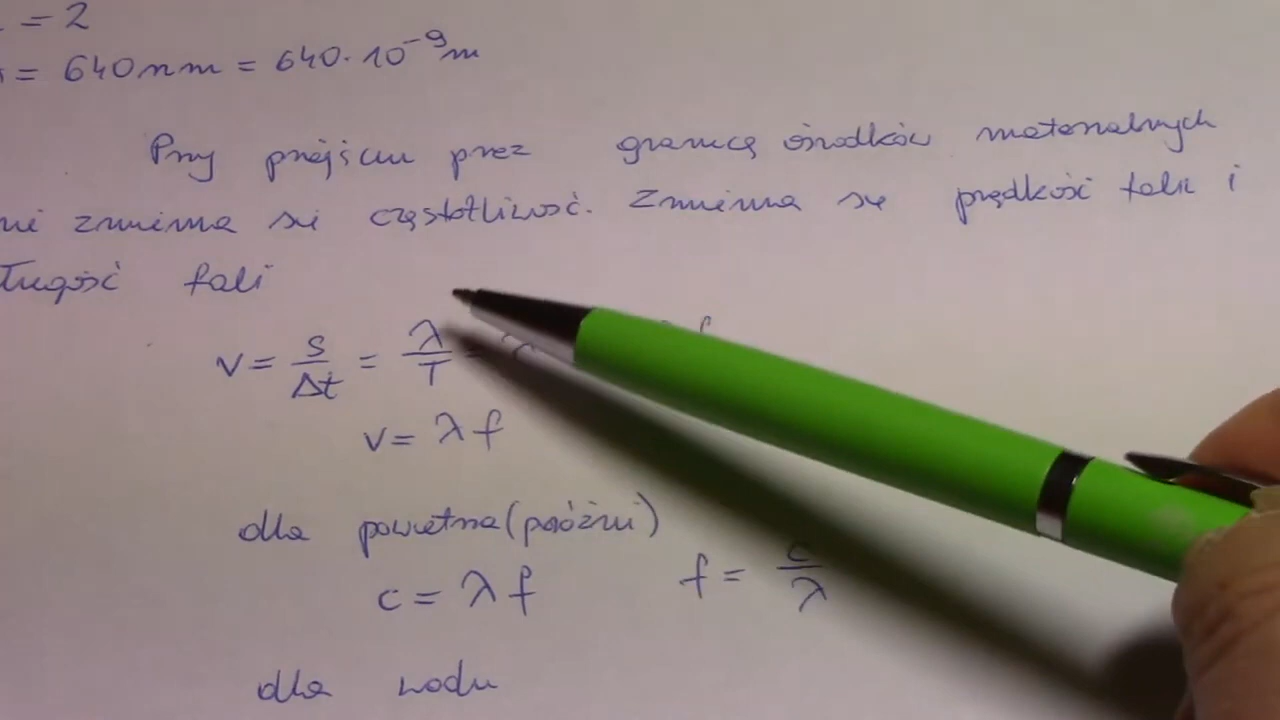 = 2
= 640nm = 640·10⁻⁹m
Przy przejściu przez granicę ośrodków materialnych
nie zmienia się częstotliwość. Zmienia się prędkość fali i
ługość fali
v = s/Δt = λ/T =
v = λf
dla powietrza (próżni)
c = λf f = c/λ
dla wody